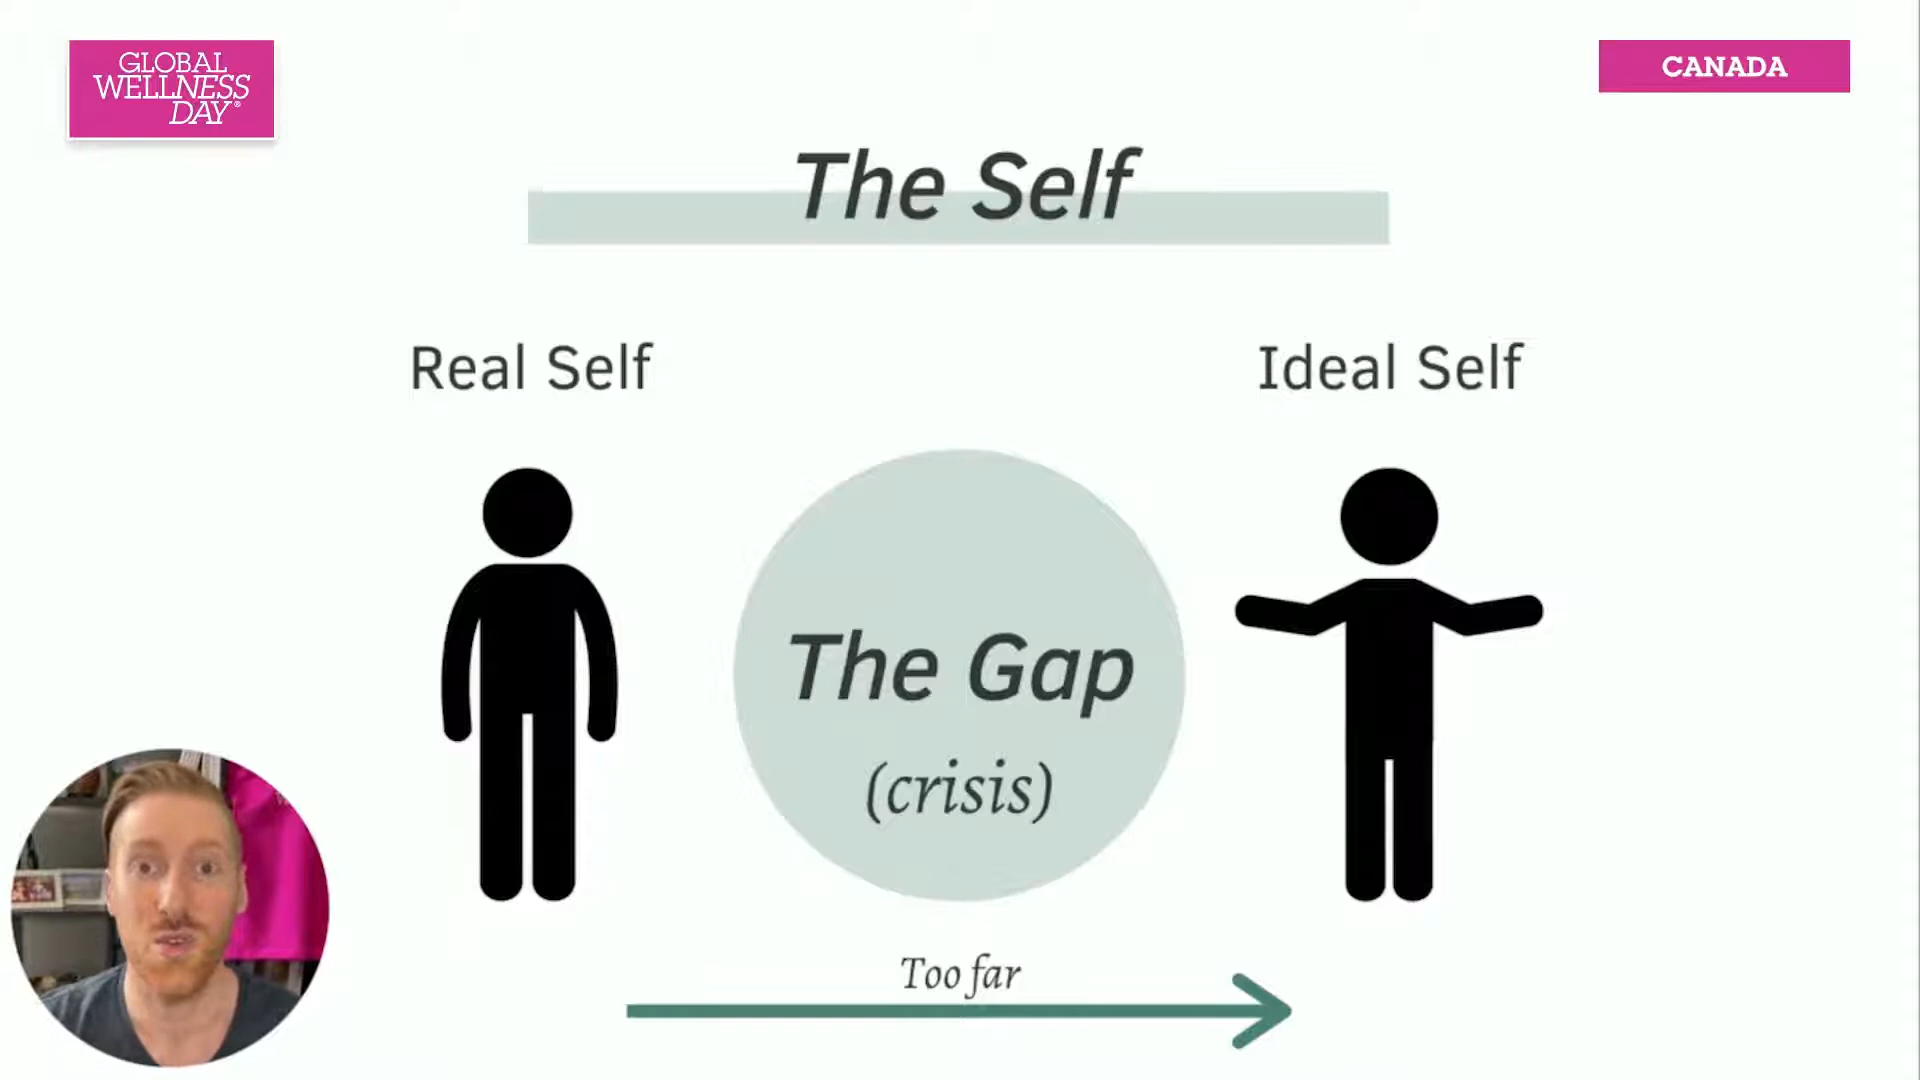 GLOBAL
WELLNESS
DAY®
CANADA
The Self
Real Self
Ideal Self
The Gap
(crisis)
Too far